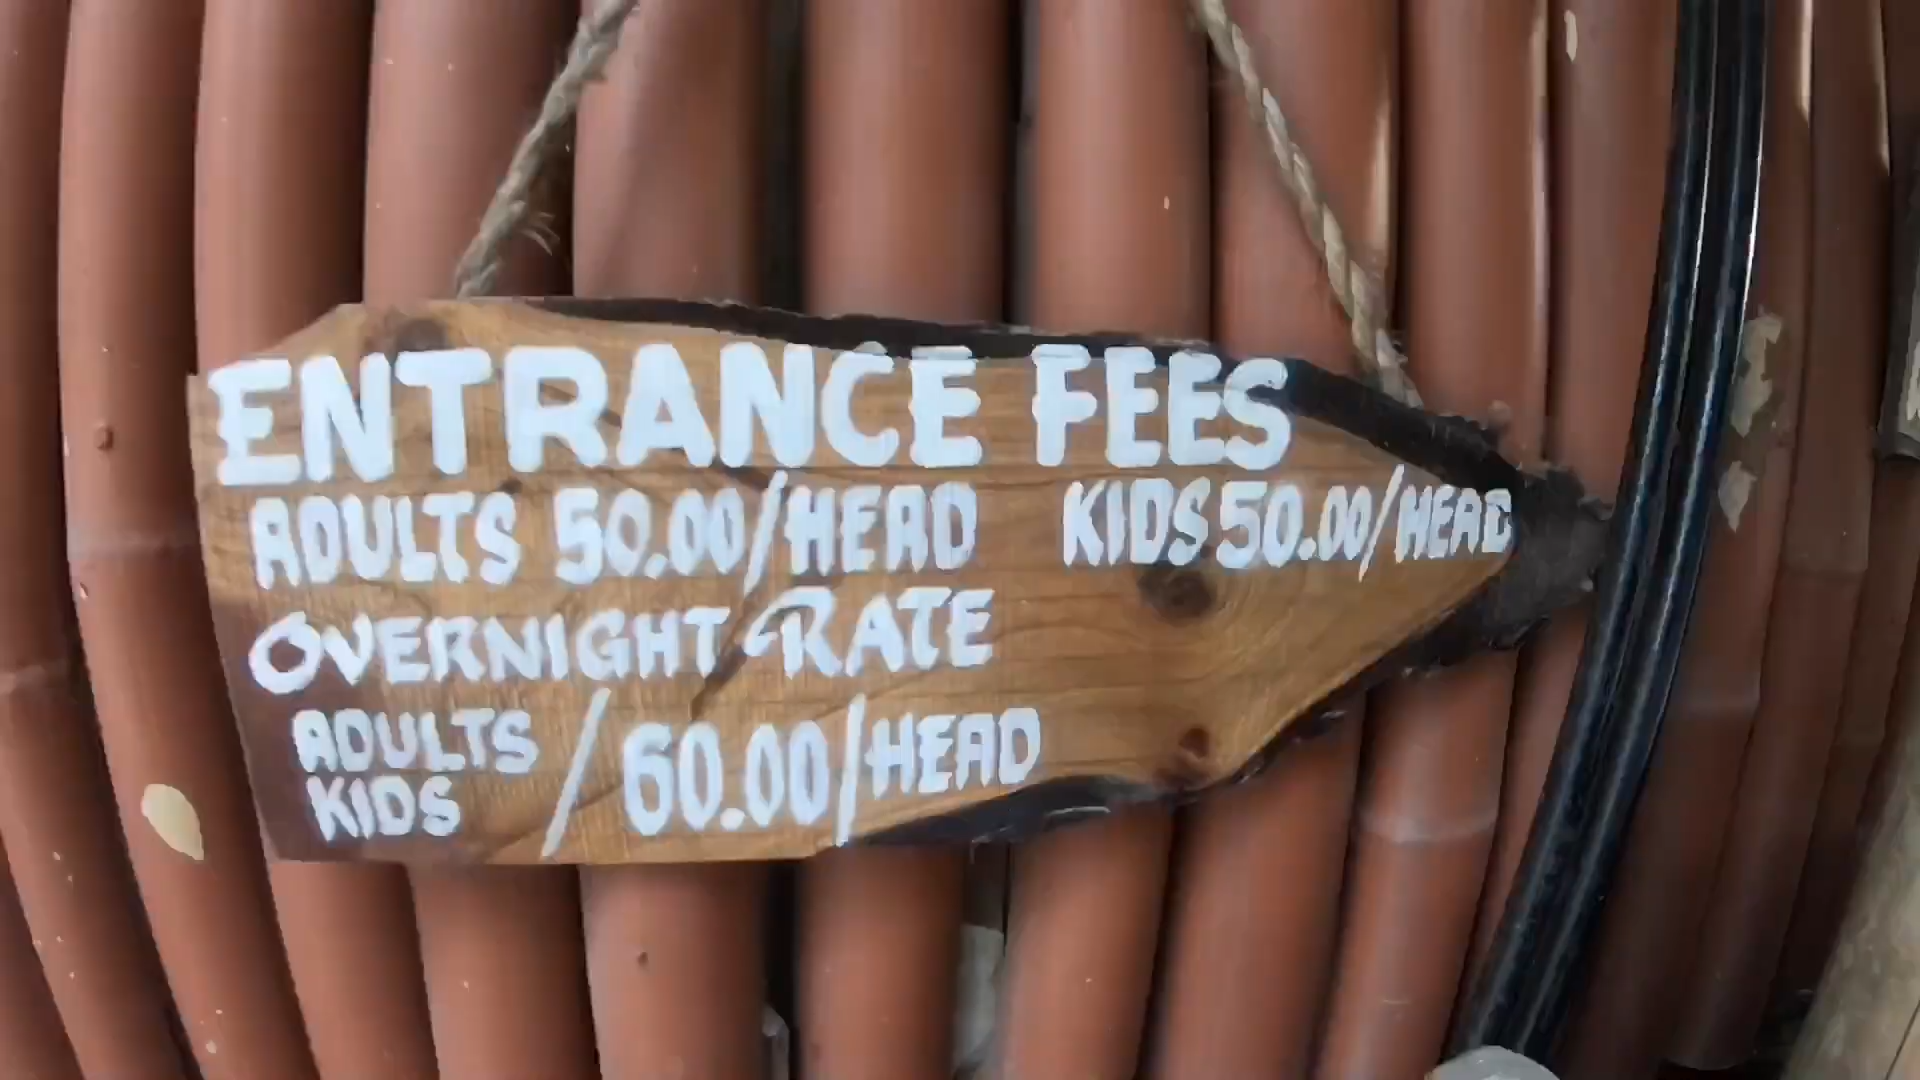 ENTRANCE FEES
ADULTS 50.00/HEAD KIDS 50.00/HEAD
OVERNIGHT RATE
ADULTS
KIDS / 60.00/HEAD